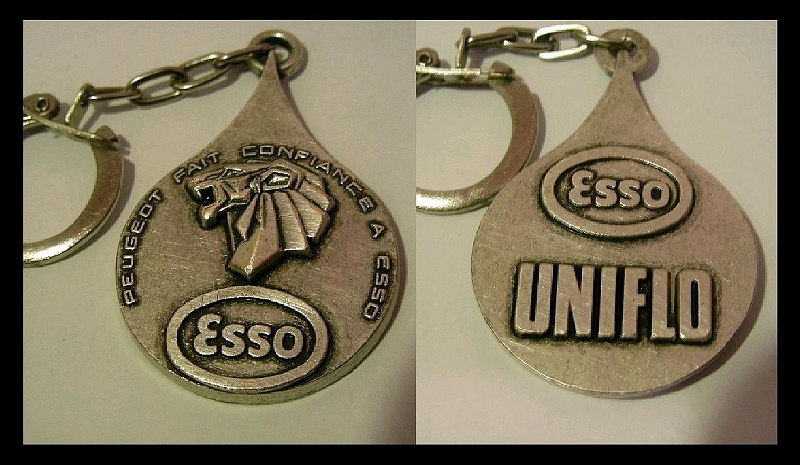 PEUGEOT FAIT CONFIANCE A ESSO
Esso
Esso
UNIFLO